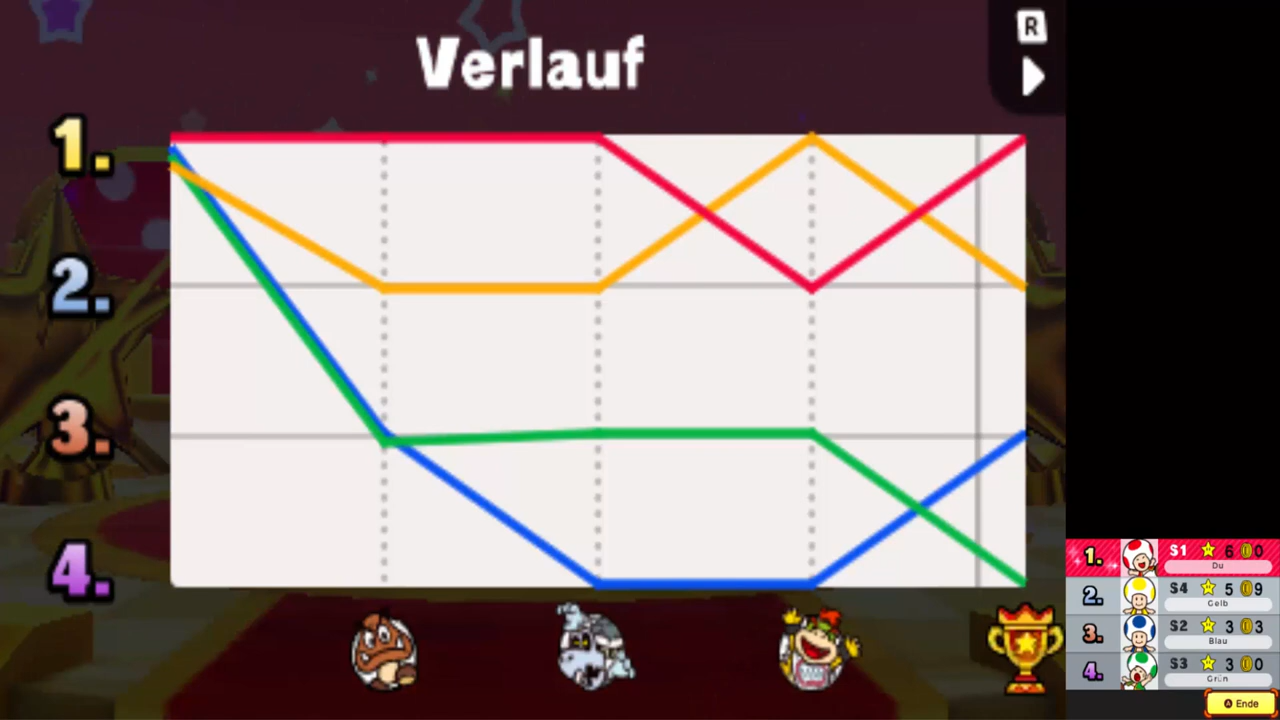 Verlauf
R
1.
2.
3.
4.
1. S1 6 0
Du
2. S4 5 9
Gelb
3. S2 3 3
Blau
4. S3 3 0
Grün
A Ende